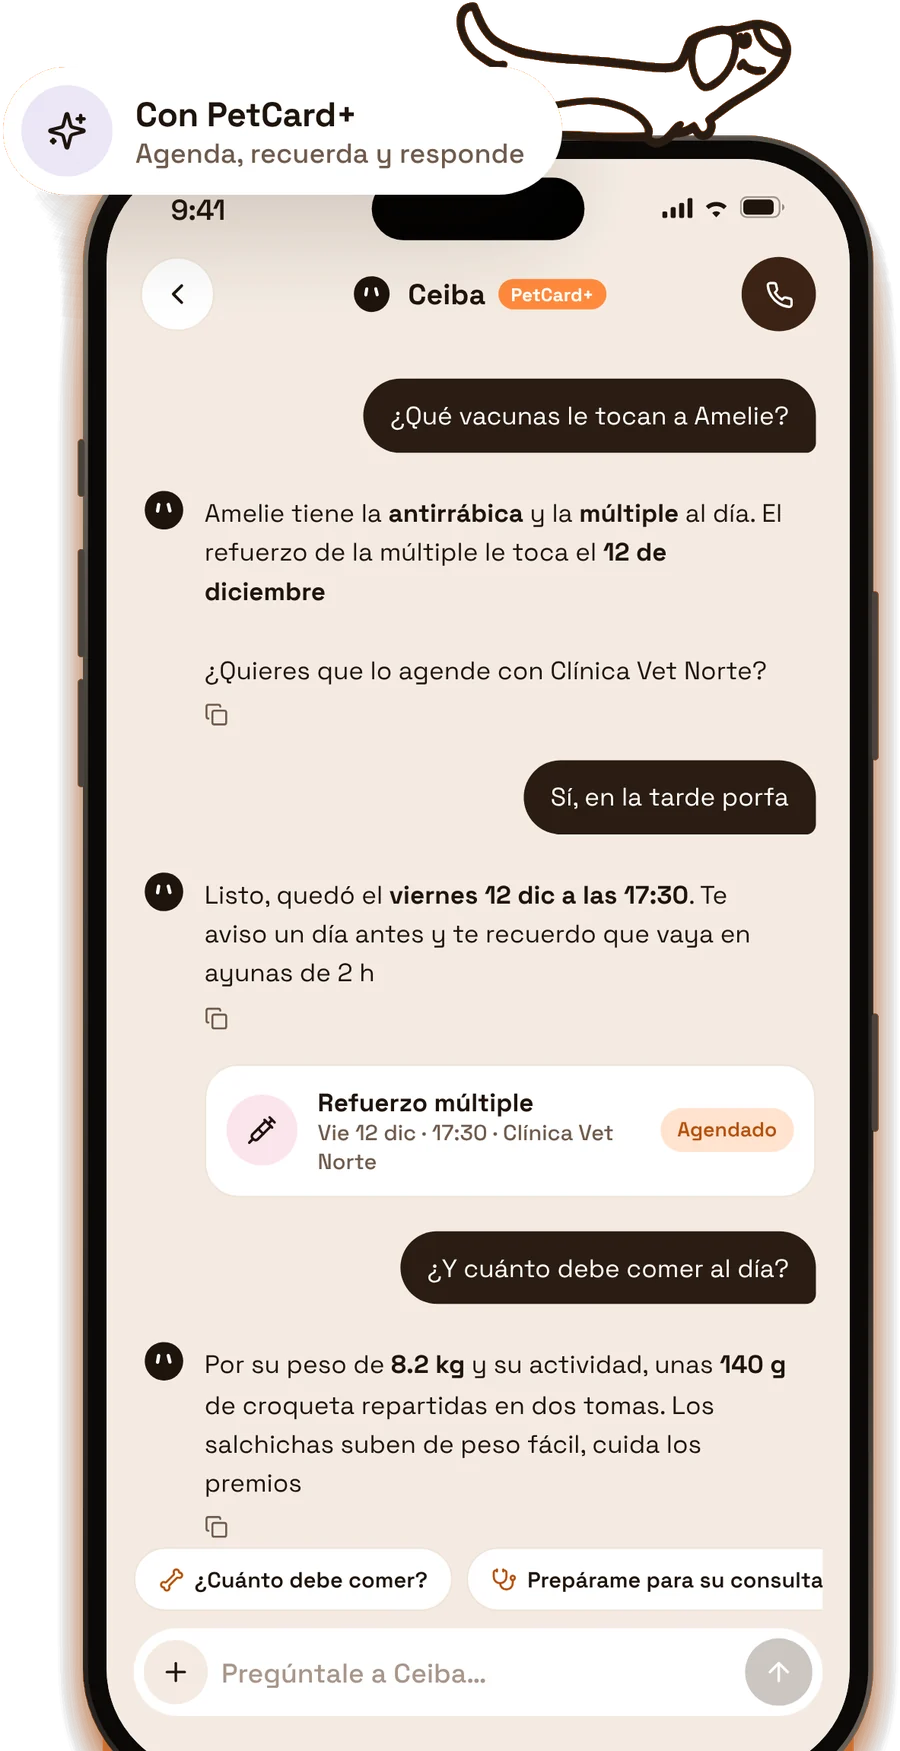 Con PetCard+
Agenda, recuerda y responde
9:41
Ceiba PetCard+
¿Qué vacunas le tocan a Amelie?
Amelie tiene la antirrábica y la múltiple al día. El
refuerzo de la múltiple le toca el 12 de
diciembre
¿Quieres que lo agende con Clínica Vet Norte?
Sí, en la tarde porfa
Listo, quedó el viernes 12 dic a las 17:30. Te
aviso un día antes y te recuerdo que vaya en
ayunas de 2 h
Refuerzo múltiple
Vie 12 dic · 17:30 · Clínica Vet
Norte
Agendado
¿Y cuánto debe comer al día?
Por su peso de 8.2 kg y su actividad, unas 140 g
de croqueta repartidas en dos tomas. Los
salchichas suben de peso fácil, cuida los
premios
¿Cuánto debe comer?
Prepárame para su consulta
Pregúntale a Ceiba...